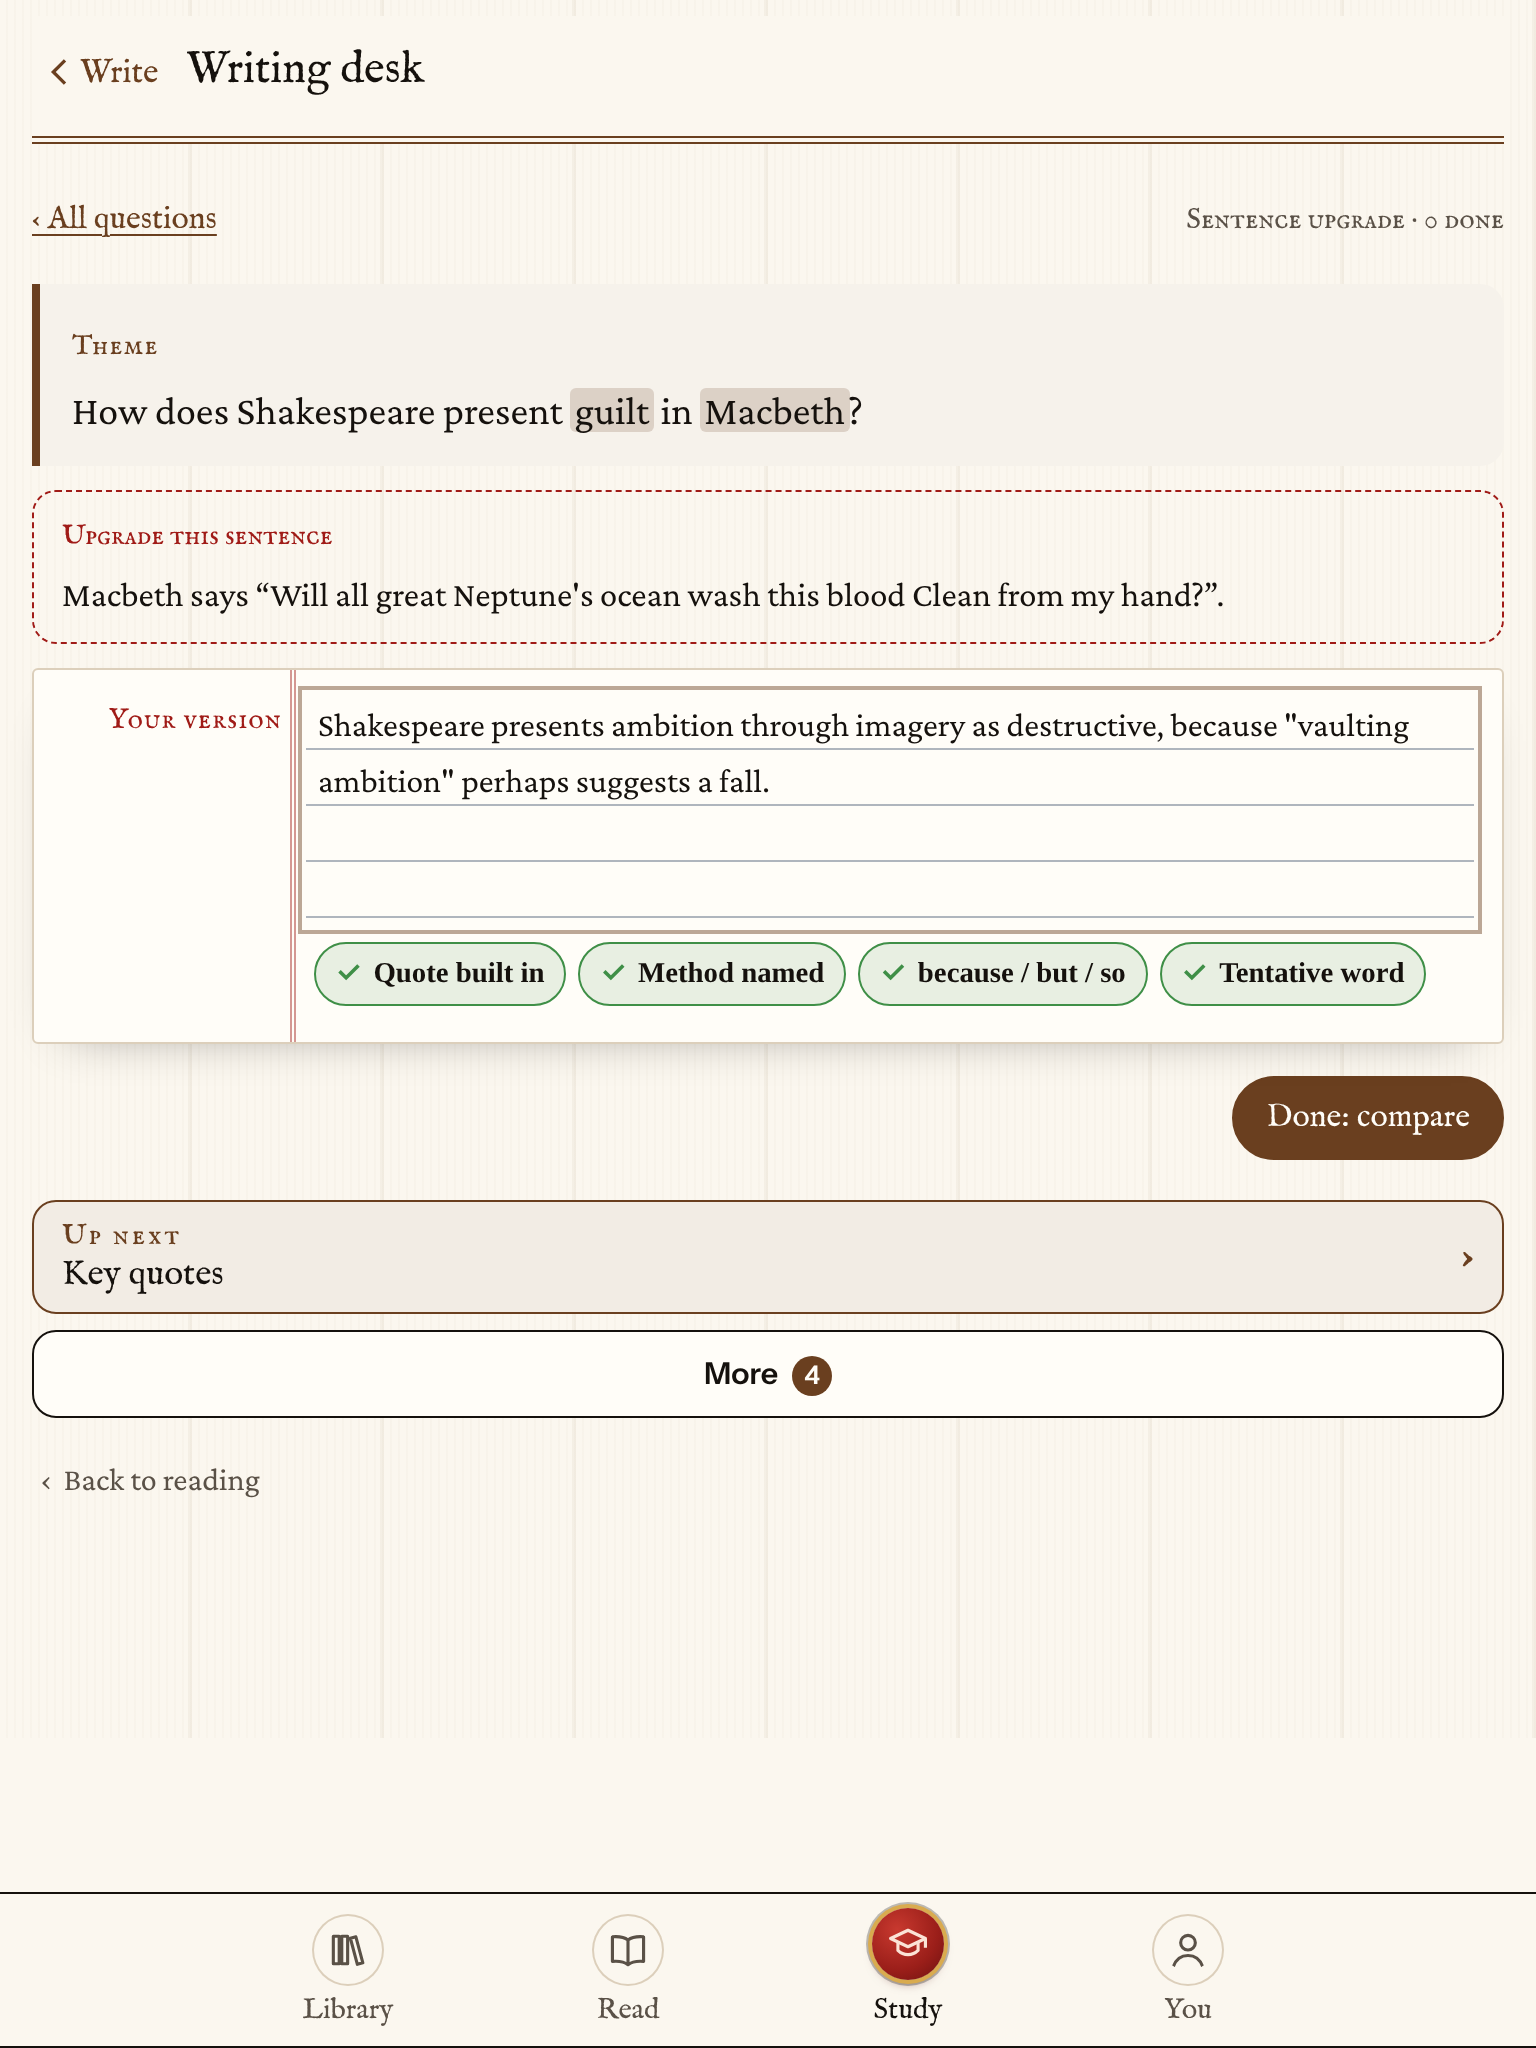 Write Writing desk
‹ All questions
Sentence upgrade · 0 done
Theme
How does Shakespeare present guilt in Macbeth?
Upgrade this sentence
Macbeth says “Will all great Neptune's ocean wash this blood Clean from my hand?”.
Your version
Shakespeare presents ambition through imagery as destructive, because "vaulting
ambition" perhaps suggests a fall.
Quote built in
Method named
because / but / so
Tentative word
Done: compare
Up next
Key quotes ›
More 4
‹ Back to reading
Library
Read
Study
You